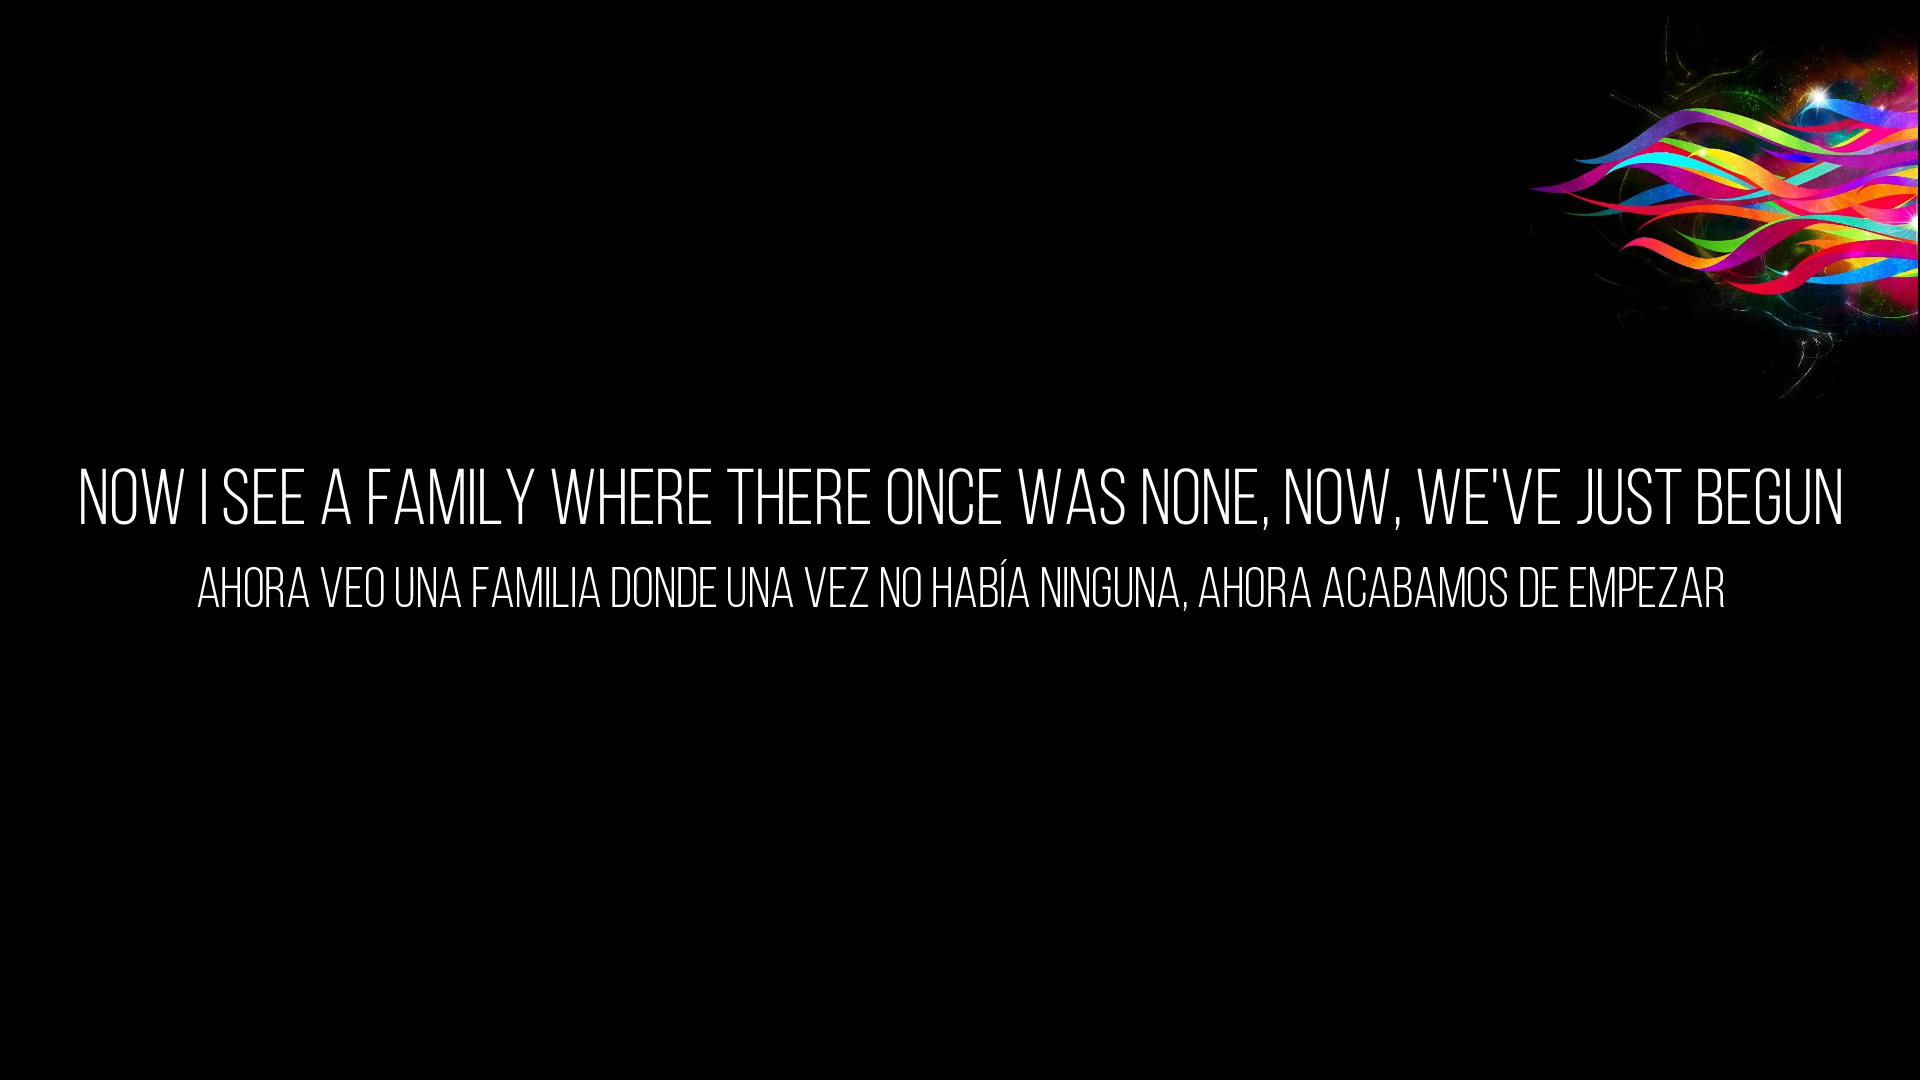 NOW I SEE A FAMILY WHERE THERE ONCE WAS NONE, NOW, WE'VE JUST BEGUN
AHORA VEO UNA FAMILIA DONDE UNA VEZ NO HABÍA NINGUNA, AHORA ACABAMOS DE EMPEZAR